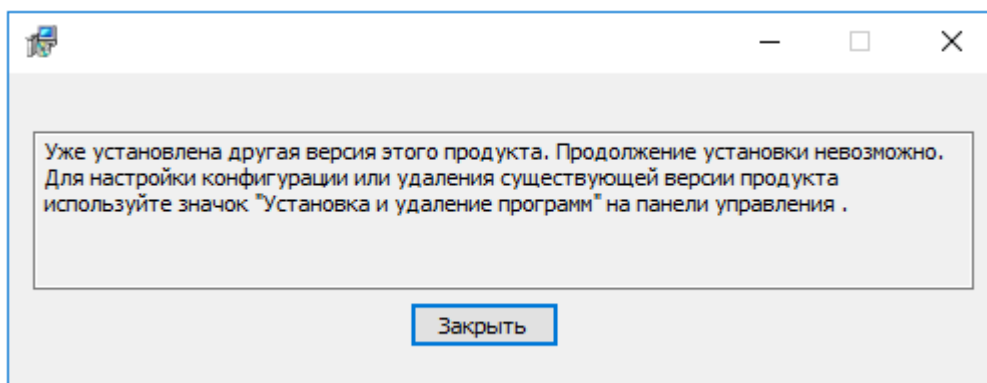 Уже установлена другая версия этого продукта. Продолжение установки невозможно.
Для настройки конфигурации или удаления существующей версии продукта
используйте значок "Установка и удаление программ" на панели управления .
Закрыть